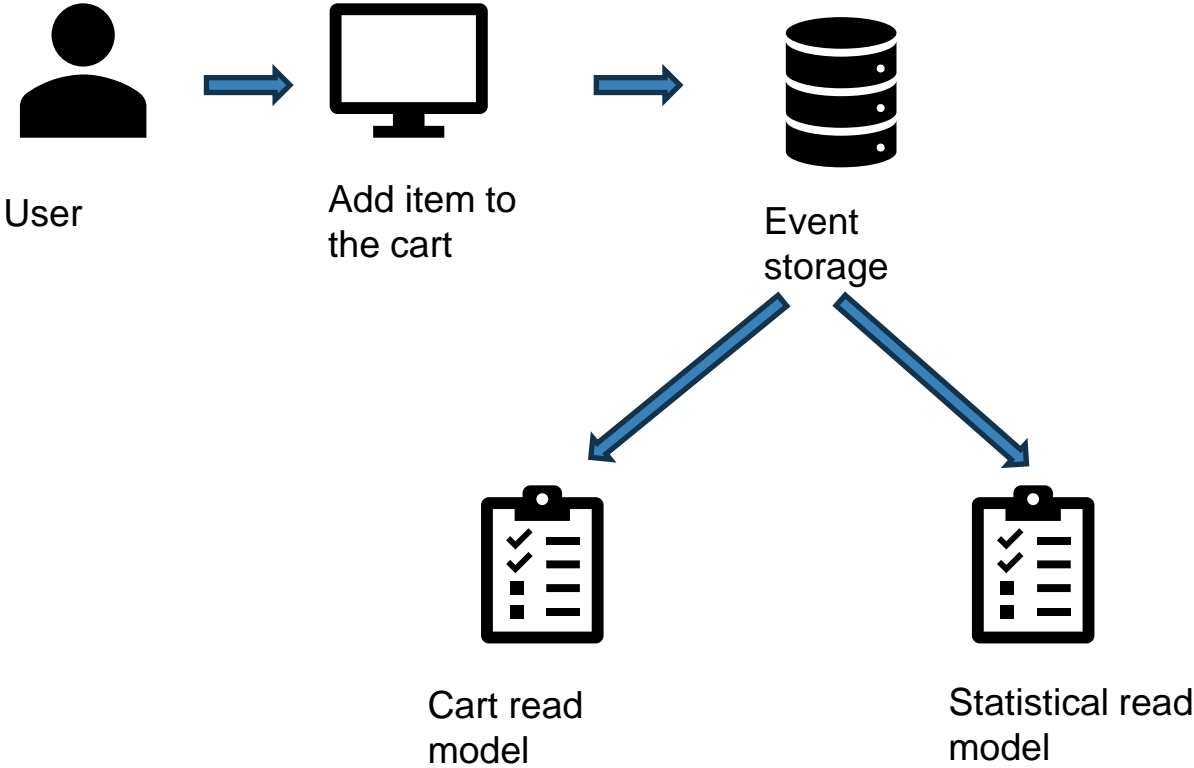 User
Add item to
the cart
Event
storage
Cart read
model
Statistical read
model